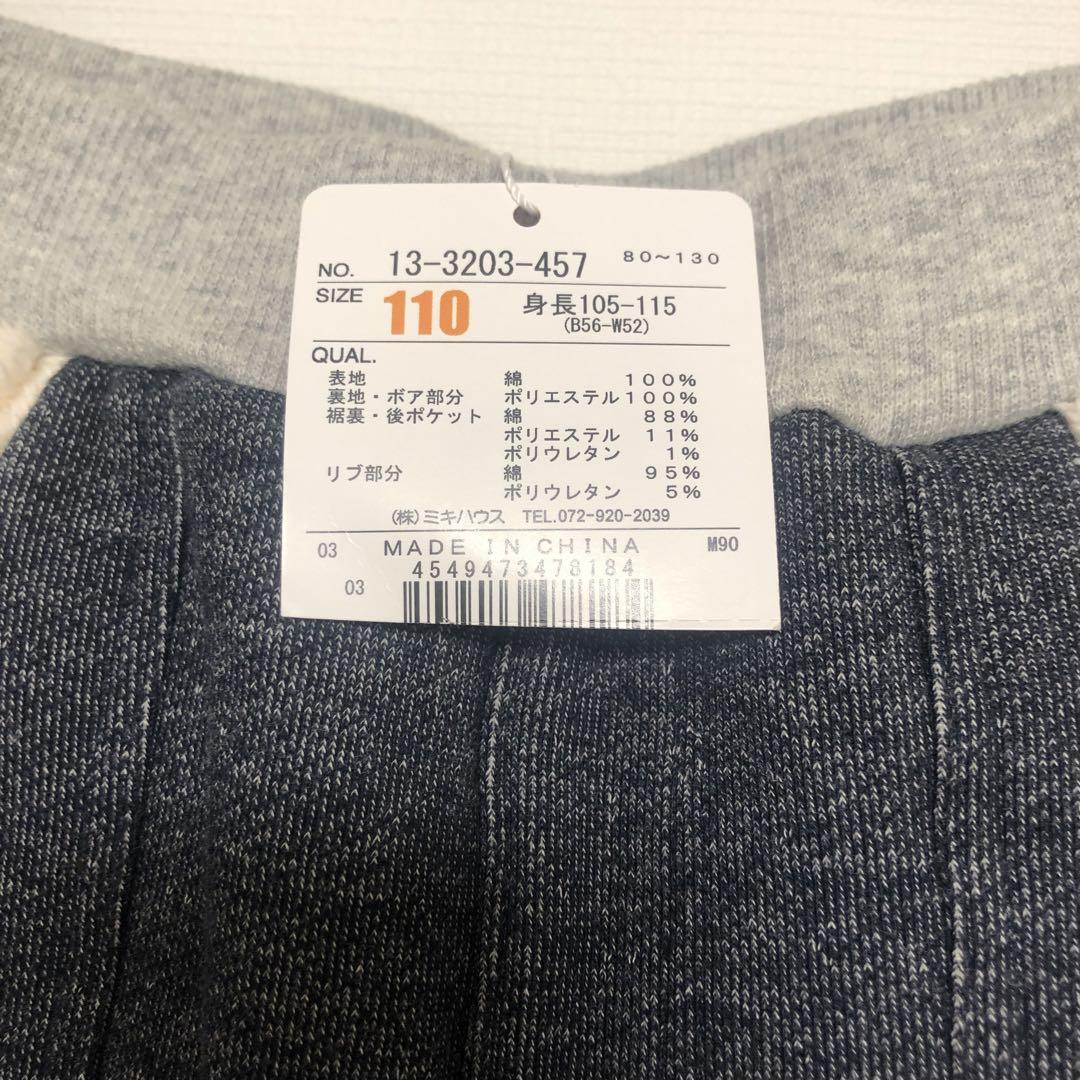 NO. 13-3203-457 80~130
SIZE 110 身長105-115
(B56-W52)
QUAL.
表地 綿 100%
裏地・ボア部分 ポリエステル 100%
裾裏・後ポケット 綿 88%
ポリエステル 11%
ポリウレタン 1%
リブ部分 綿 95%
ポリウレタン 5%
(株)ミキハウス TEL.072-920-2039
03 MADE IN CHINA M90
4549473478184
03